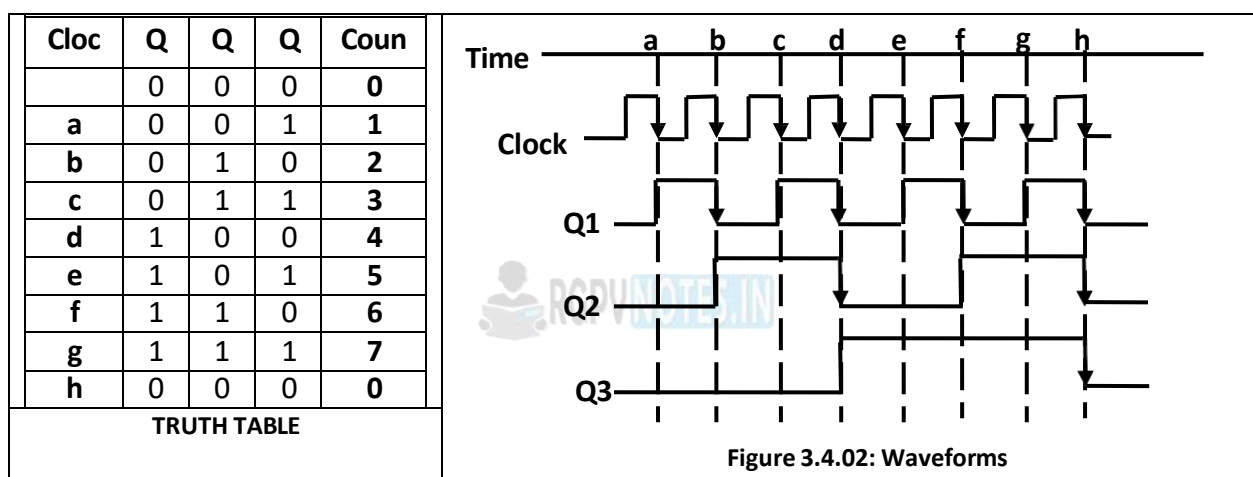 Cloc Q Q Q Coun
0 0 0 0
a 0 0 1 1
b 0 1 0 2
c 0 1 1 3
d 1 0 0 4
e 1 0 1 5
f 1 1 0 6
g 1 1 1 7
h 0 0 0 0
TRUTH TABLE
Time a b c d e f g h
Clock
Q1
Q2
RGPVNOTES.IN
Q3
Figure 3.4.02: Waveforms